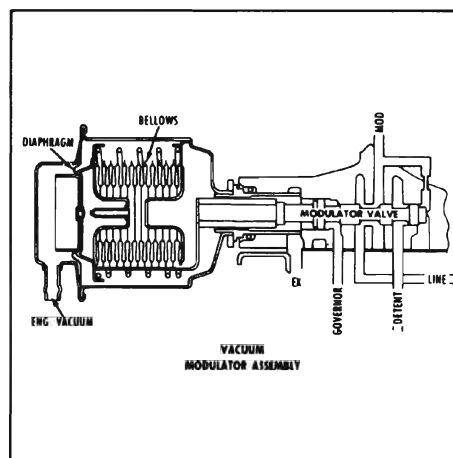 BELLOWS
DIAPHRAGM
MOD
MODULATOR VALVE
EX
GOVERNOR
DETENT
LINE
ENG VACUUM
VACUUM
MODULATOR ASSEMBLY